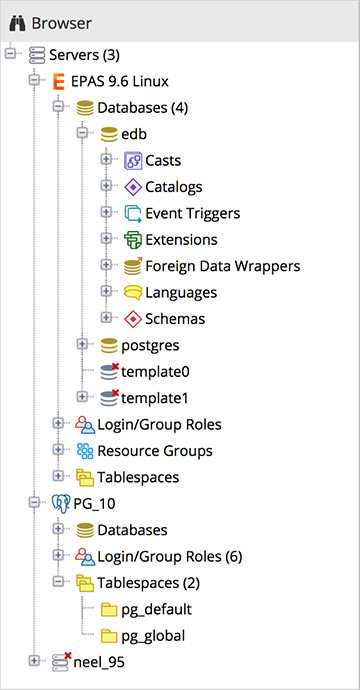 Browser
Servers (3)
EPAS 9.6 Linux
Databases (4)
edb
Casts
Catalogs
Event Triggers
Extensions
Foreign Data Wrappers
Languages
Schemas
postgres
template0
template1
Login/Group Roles
Resource Groups
Tablespaces
PG_10
Databases
Login/Group Roles (6)
Tablespaces (2)
pg_default
pg_global
neel_95